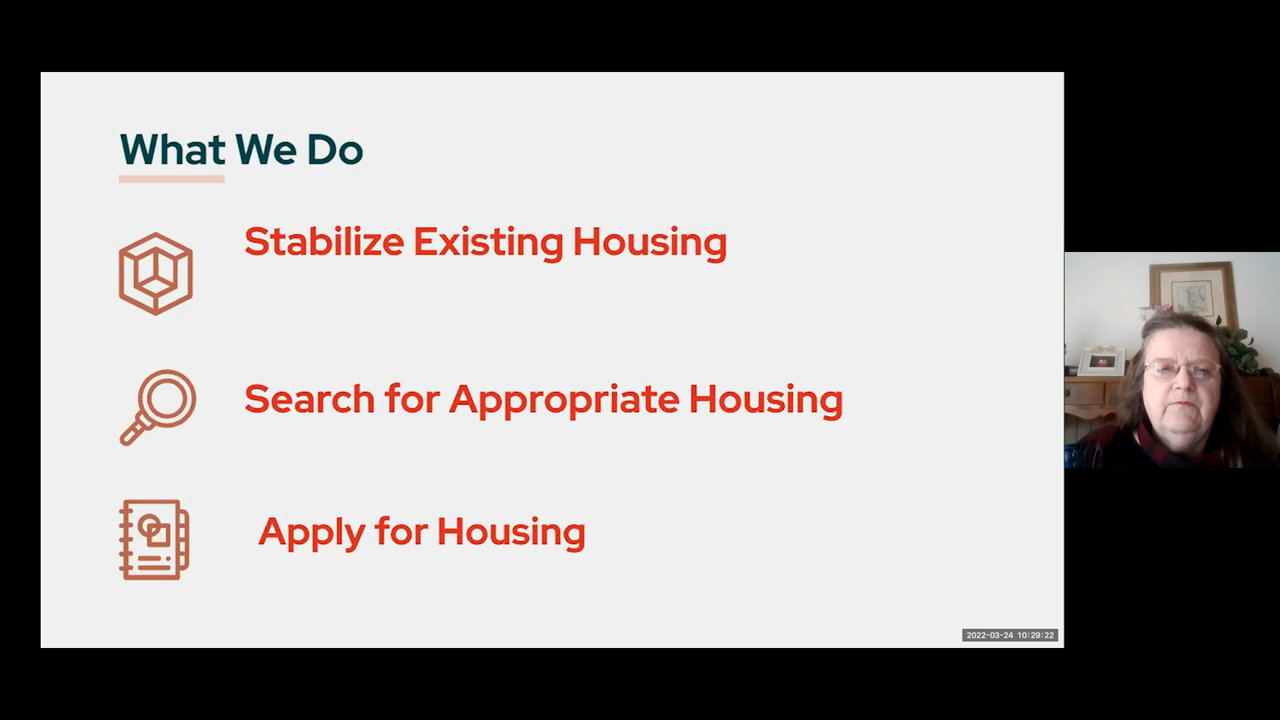 What We Do
Stabilize Existing Housing
Search for Appropriate Housing
Apply for Housing
2022-03-24 10:29:22